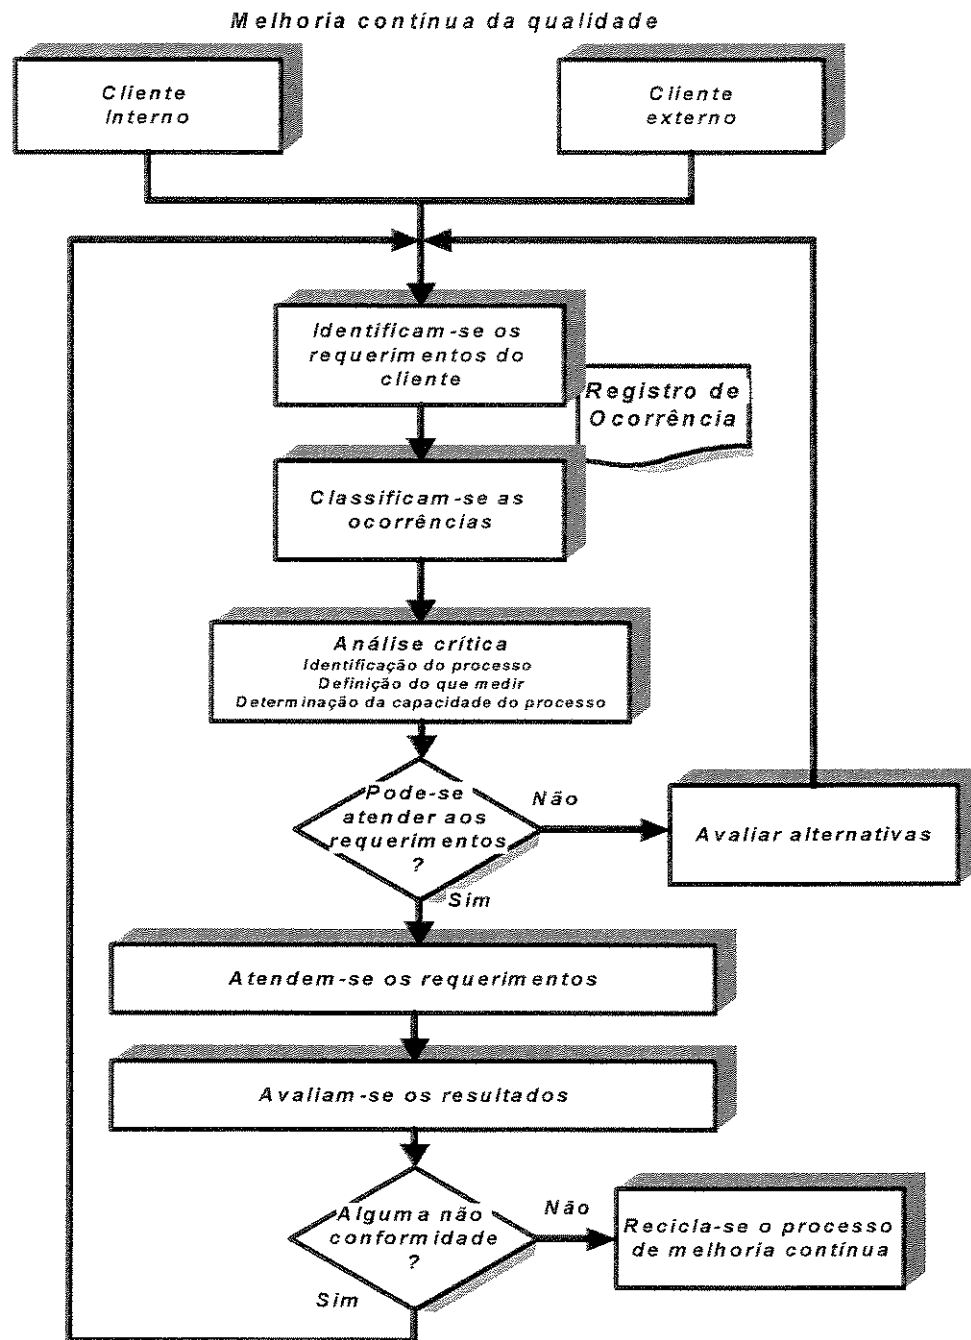 Melhoria contínua da qualidade
Cliente
Interno
Cliente
externo
Identificam-se os
requerimentos do
cliente
Registro de
Ocorrência
Classificam-se as
ocorrências
Análise crítica
Identificação do processo
Definição do que medir
Determinação da capacidade do processo
Pode-se
atender aos
requerimentos
?
Não
Avaliar alternativas
Sim
Atendem-se os requerimentos
Avaliam-se os resultados
Alguma não
conformidade
?
Não
Recicla-se o processo
de melhoria contínua
Sim